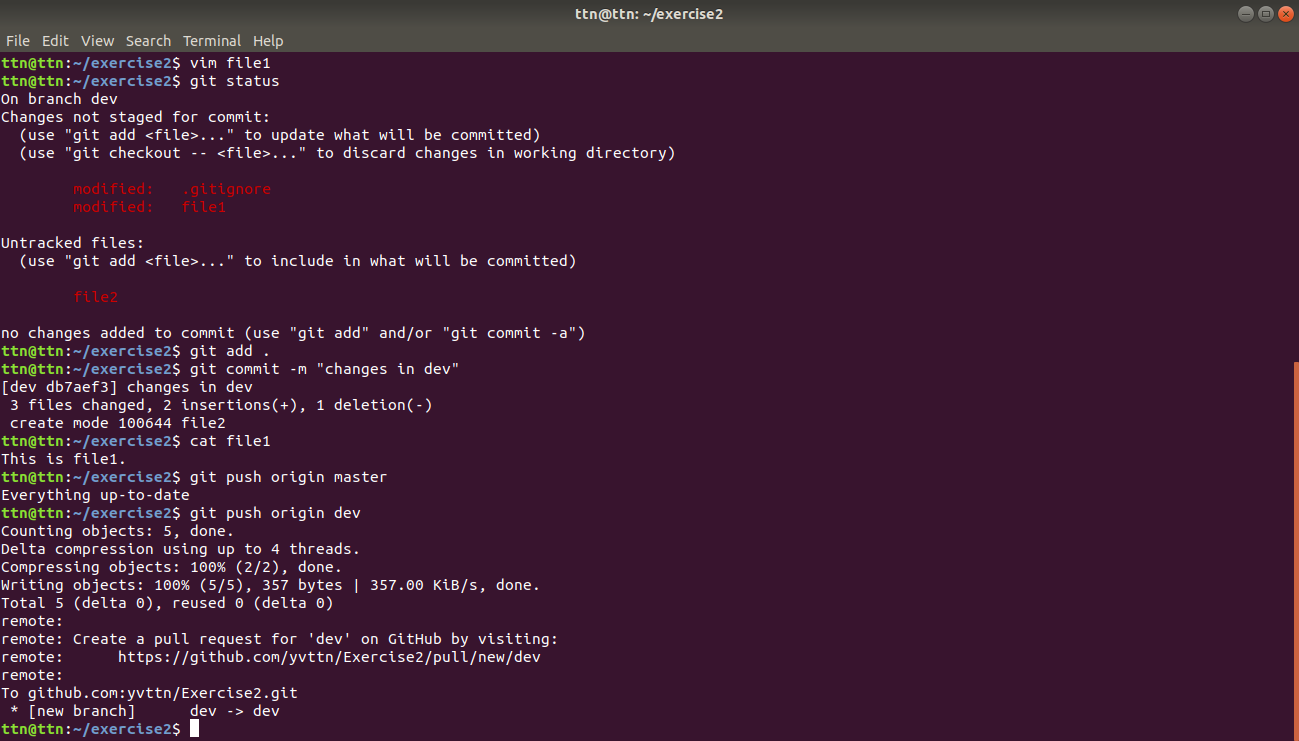 ttn@ttn: ~/exercise2
File Edit View Search Terminal Help
ttn@ttn:~/exercise2$ vim file1
ttn@ttn:~/exercise2$ git status
On branch dev
Changes not staged for commit:
  (use "git add <file>..." to update what will be committed)
  (use "git checkout -- <file>..." to discard changes in working directory)
        modified:   .gitignore
        modified:   file1
Untracked files:
  (use "git add <file>..." to include in what will be committed)
        file2
no changes added to commit (use "git add" and/or "git commit -a")
ttn@ttn:~/exercise2$ git add .
ttn@ttn:~/exercise2$ git commit -m "changes in dev"
[dev db7aef3] changes in dev
 3 files changed, 2 insertions(+), 1 deletion(-)
 create mode 100644 file2
ttn@ttn:~/exercise2$ cat file1
This is file1.
ttn@ttn:~/exercise2$ git push origin master
Everything up-to-date
ttn@ttn:~/exercise2$ git push origin dev
Counting objects: 5, done.
Delta compression using up to 4 threads.
Compressing objects: 100% (2/2), done.
Writing objects: 100% (5/5), 357 bytes | 357.00 KiB/s, done.
Total 5 (delta 0), reused 0 (delta 0)
remote:
remote: Create a pull request for 'dev' on GitHub by visiting:
remote:      https://github.com/yvttn/Exercise2/pull/new/dev
remote:
To github.com:yvttn/Exercise2.git
 * [new branch]      dev -> dev
ttn@ttn:~/exercise2$